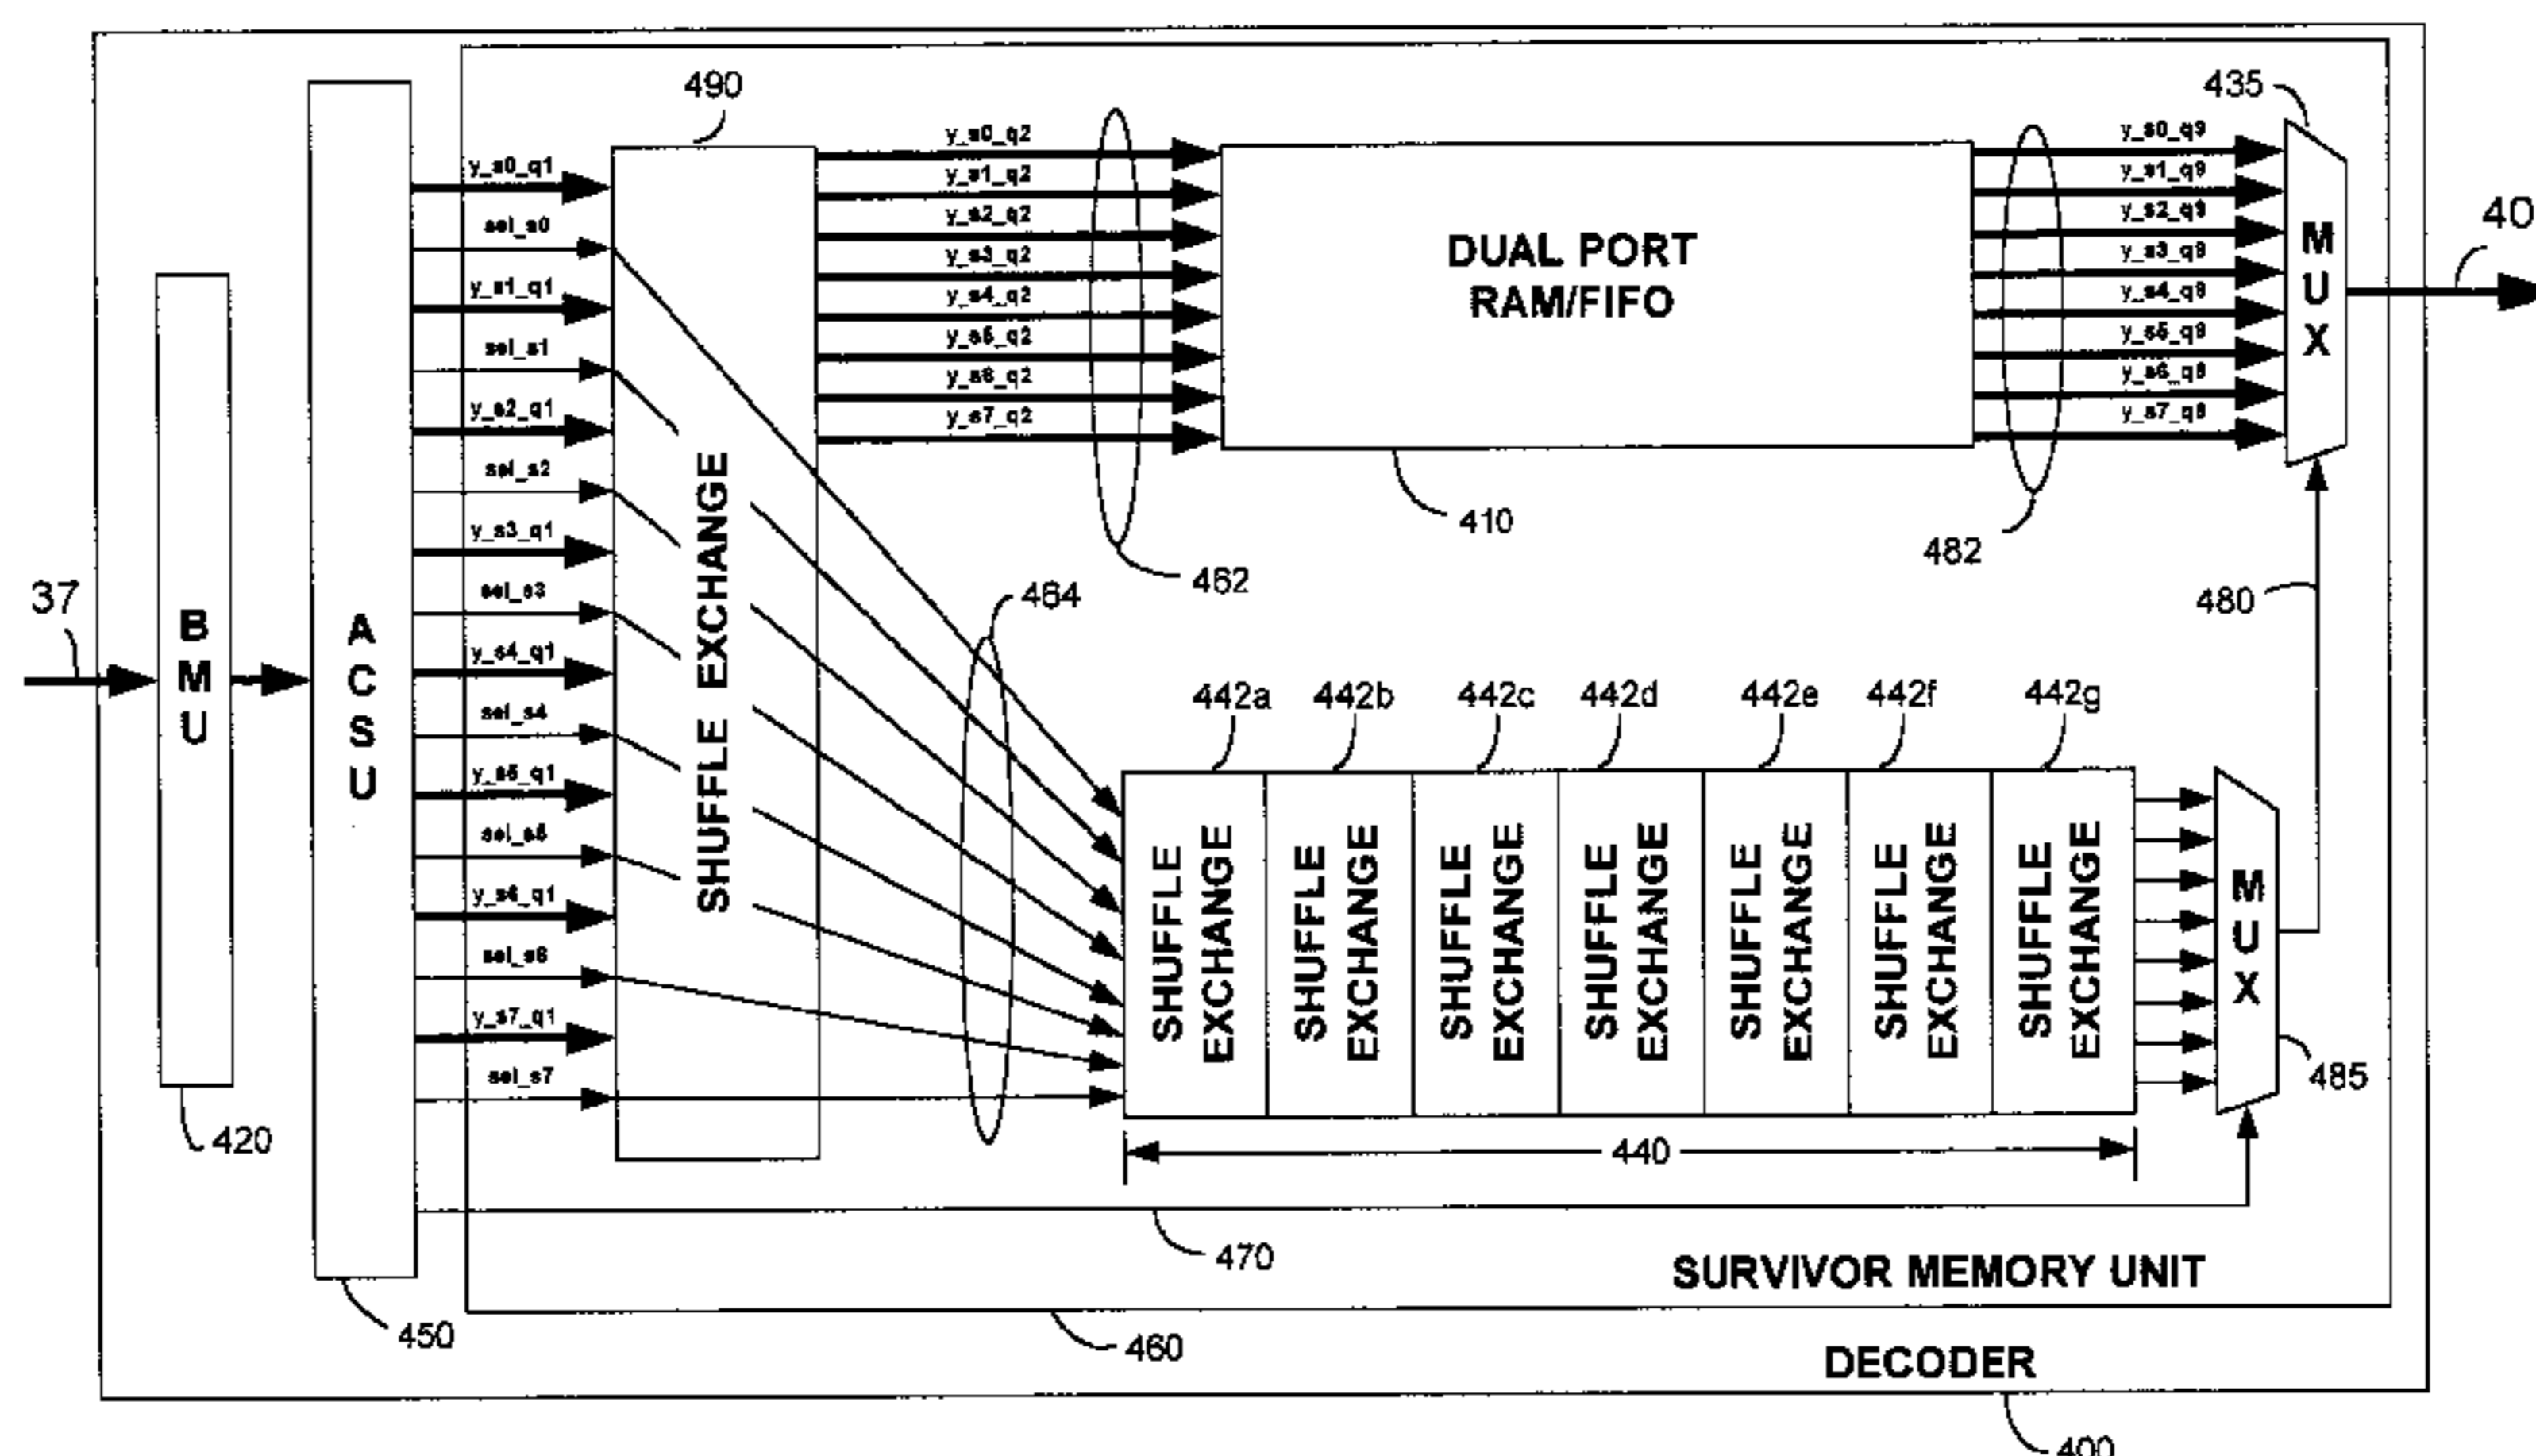 490
435
y_s0_q1
sel_s0
y_s1_q1
sel_s1
y_s2_q1
sel_s2
y_s3_q1
sel_s3
y_s4_q1
sel_s4
y_s5_q1
sel_s5
y_s6_q1
sel_s6
y_s7_q1
sel_s7
SHUFFLE EXCHANGE
y_s0_q2
y_s1_q2
y_s2_q2
y_s3_q2
y_s4_q2
y_s5_q2
y_s6_q2
y_s7_q2
DUAL PORT
RAM/FIFO
y_s0_q9
y_s1_q9
y_s2_q9
y_s3_q9
y_s4_q9
y_s5_q9
y_s6_q9
y_s7_q9
MUX
40
410
482
462
464
480
37
BMU
ACSU
442a
442b
442c
442d
442e
442f
442g
SHUFFLE EXCHANGE
SHUFFLE EXCHANGE
SHUFFLE EXCHANGE
SHUFFLE EXCHANGE
SHUFFLE EXCHANGE
SHUFFLE EXCHANGE
SHUFFLE EXCHANGE
MUX
485
420
440
470
SURVIVOR MEMORY UNIT
450
460
DECODER
400